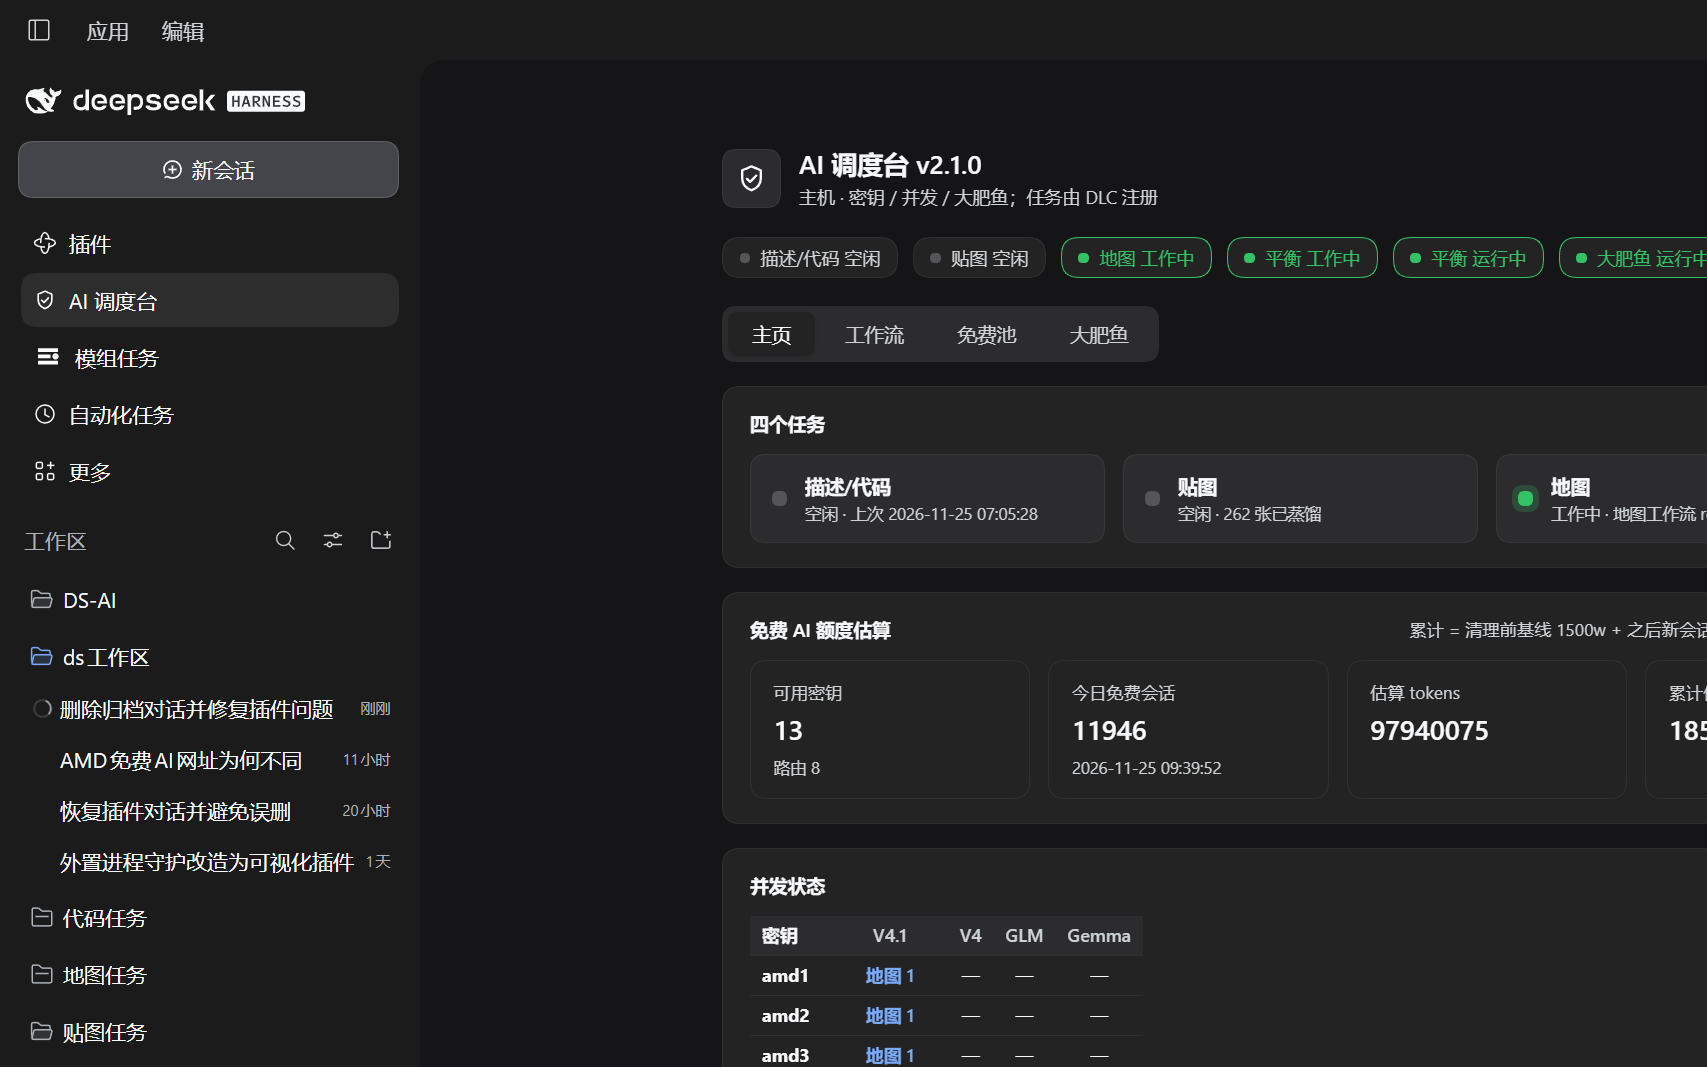 应用 编辑
deepseek HARNESS
新会话
插件
AI 调度台
模组任务
自动化任务
更多
工作区
DS-AI
ds工作区
删除归档对话并修复插件问题 刚刚
AMD免费AI网址为何不同 11小时
恢复插件对话并避免误删 20小时
外置进程守护改造为可视化插件 1天
代码任务
地图任务
贴图任务
AI 调度台 v2.1.0
主机 · 密钥 / 并发 / 大肥鱼；任务由 DLC 注册
描述/代码 空闲 贴图 空闲 地图 工作中 平衡 工作中 平衡 运行中 大肥鱼 运行中
主页 工作流 免费池 大肥鱼
四个任务
描述/代码
空闲 · 上次 2026-11-25 07:05:28
贴图
空闲 · 262 张已蒸馏
地图
工作中 · 地图工作流
免费 AI 额度估算
累计 = 清理前基线 1500w + 之后新会话
可用密钥
13
路由 8
今日免费会话
11946
2026-11-25 09:39:52
估算 tokens
97940075
累计
185
并发状态
密钥 V4.1 V4 GLM Gemma
amd1 地图 1 — — —
amd2 地图 1 — — —
amd3 地图 1 — — —